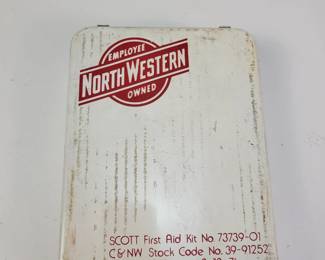 EMPLOYEE
NORTH WESTERN
OWNED
SCOTT First Aid Kit No. 73739-01
C & NW Stock Code No. 39-91252